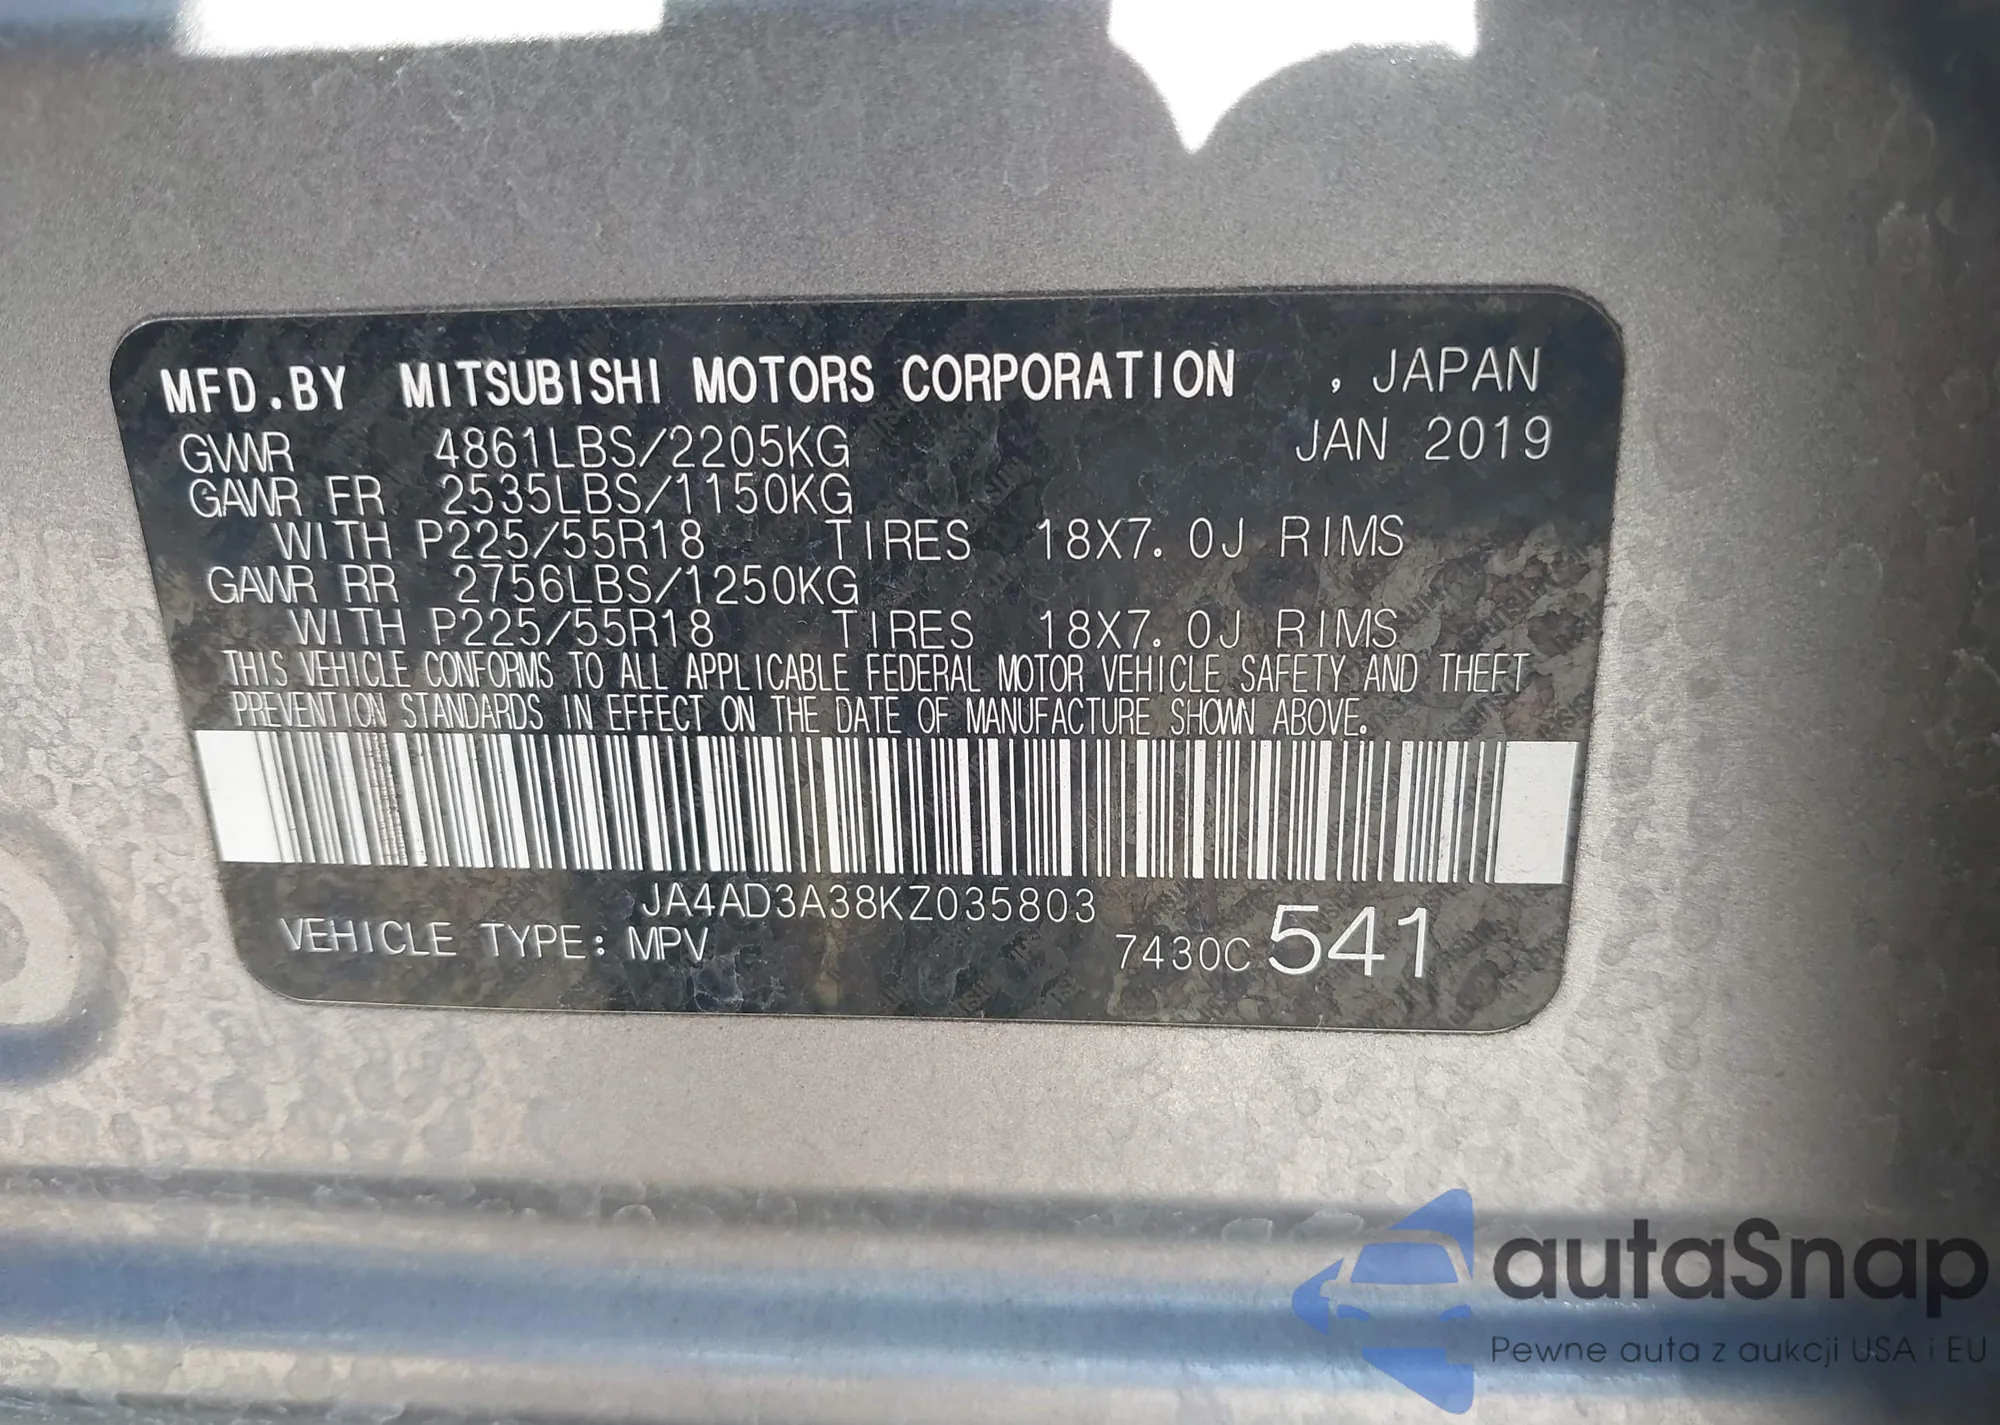 MFD.BY MITSUBISHI MOTORS CORPORATION , JAPAN
GVWR 4861LBS/2205KG JAN 2019
GAWR FR 2535LBS/1150KG
WITH P225/55R18 TIRES 18X7.0J RIMS
GAWR RR 2756LBS/1250KG
WITH P225/55R18 TIRES 18X7.0J RIMS
THIS VEHICLE CONFORMS TO ALL APPLICABLE FEDERAL MOTOR VEHICLE SAFETY AND THEFT
PREVENTION STANDARDS IN EFFECT ON THE DATE OF MANUFACTURE SHOWN ABOVE.
JA4AD3A38KZ035803
VEHICLE TYPE: MPV 7430C 541
autaSnap
Pewne auta z aukcji USA i EU